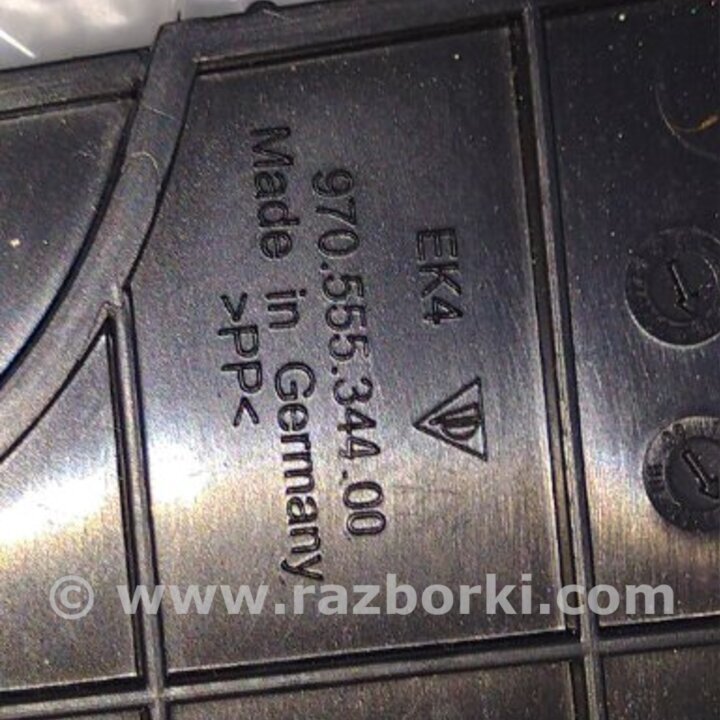 EK4
970.555.344.00
Made in Germany
>PP<
© www.razborki.com